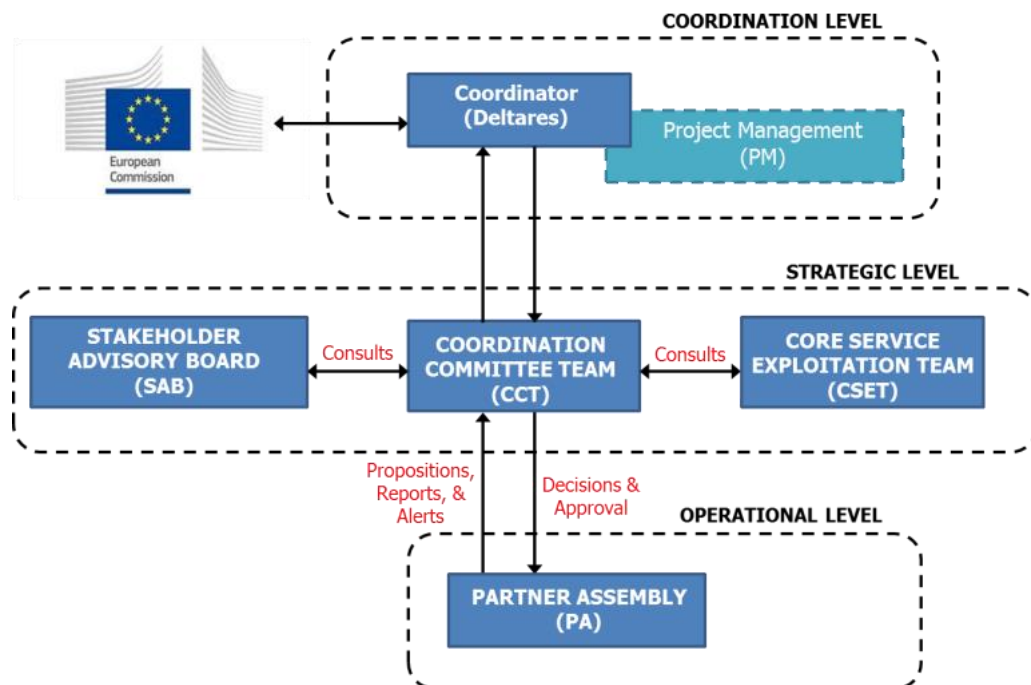 COORDINATION LEVEL
European
Commission
Coordinator
(Deltares)
Project Management
(PM)
STRATEGIC LEVEL
STAKEHOLDER
ADVISORY BOARD
(SAB)
Consults
COORDINATION
COMMITTEE TEAM
(CCT)
Consults
CORE SERVICE
EXPLOITATION TEAM
(CSET)
Propositions,
Reports, &
Alerts
Decisions &
Approval
OPERATIONAL LEVEL
PARTNER ASSEMBLY
(PA)